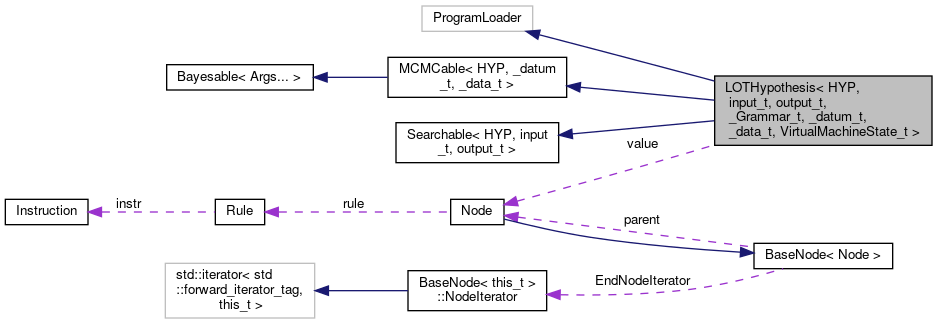 ProgramLoader
Bayesable< Args... >
MCMCable< HYP, _datum
_t, _data_t >
LOTHypothesis< HYP,
input_t, output_t,
_Grammar_t, _datum_t,
_data_t, VirtualMachineState_t >
Searchable< HYP, input
_t, output_t >
value
Instruction
instr
Rule
rule
Node
parent
BaseNode< Node >
std::iterator< std
::forward_iterator_tag,
this_t >
BaseNode< this_t >
::NodeIterator
EndNodeIterator